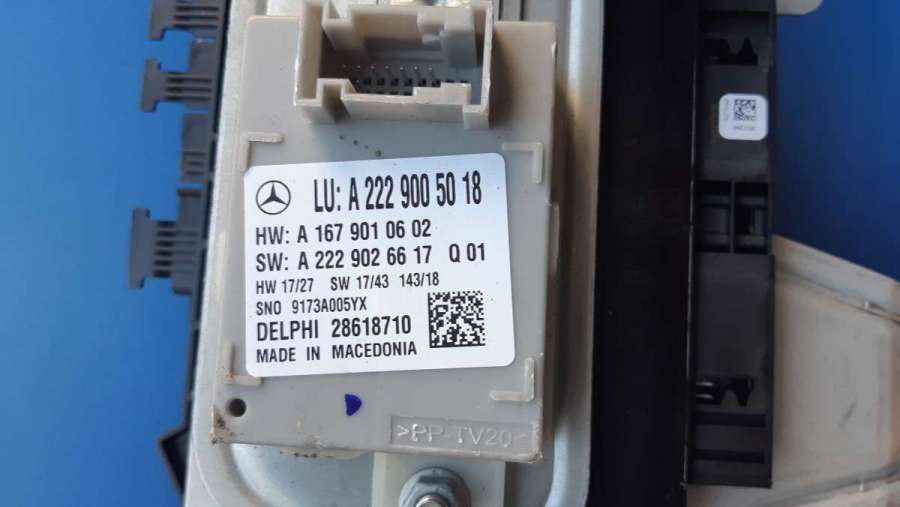 LU: A 222 900 50 18
HW: A 167 901 06 02
SW: A 222 902 66 17 Q 01
HW 17/27 SW 17/43 143/18
SNO 9173A005YX
DELPHI 28618710
MADE IN MACEDONIA
>PP-TV20<